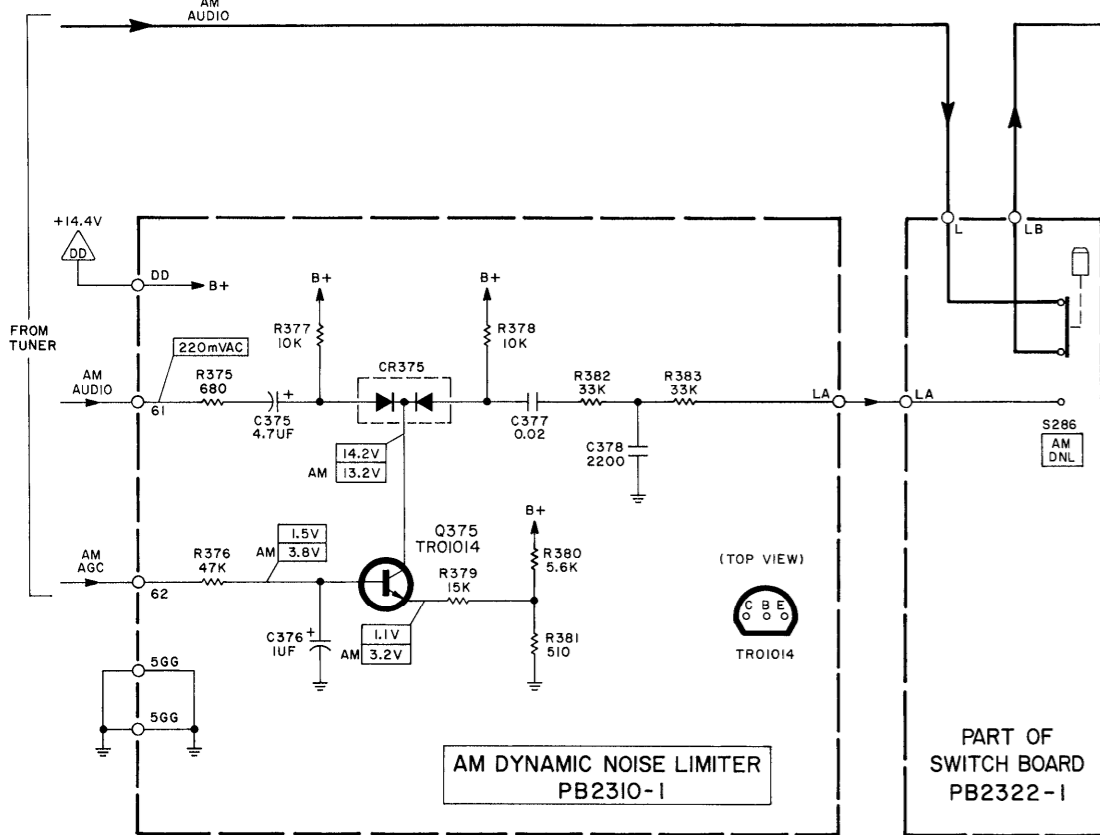 AM
AUDIO
+14.4V
DD
DD
B+
FROM
TUNER
220mVAC
AM
AUDIO
61
R375
680
C375
4.7UF
+
B+
R377
10K
CR375
B+
R378
10K
C377
0.02
R382
33K
C378
2200
R383
33K
LA
LA
L
LB
S286
AM
DNL
14.2V
AM
13.2V
AM
AGC
62
R376
47K
1.5V
AM
3.8V
C376
1UF
+
Q375
TR01014
1.1V
AM
3.2V
R379
15K
B+
R380
5.6K
R381
510
(TOP VIEW)
C B E
TR01014
5GG
5GG
AM DYNAMIC NOISE LIMITER
PB2310-1
PART OF
SWITCH BOARD
PB2322-1